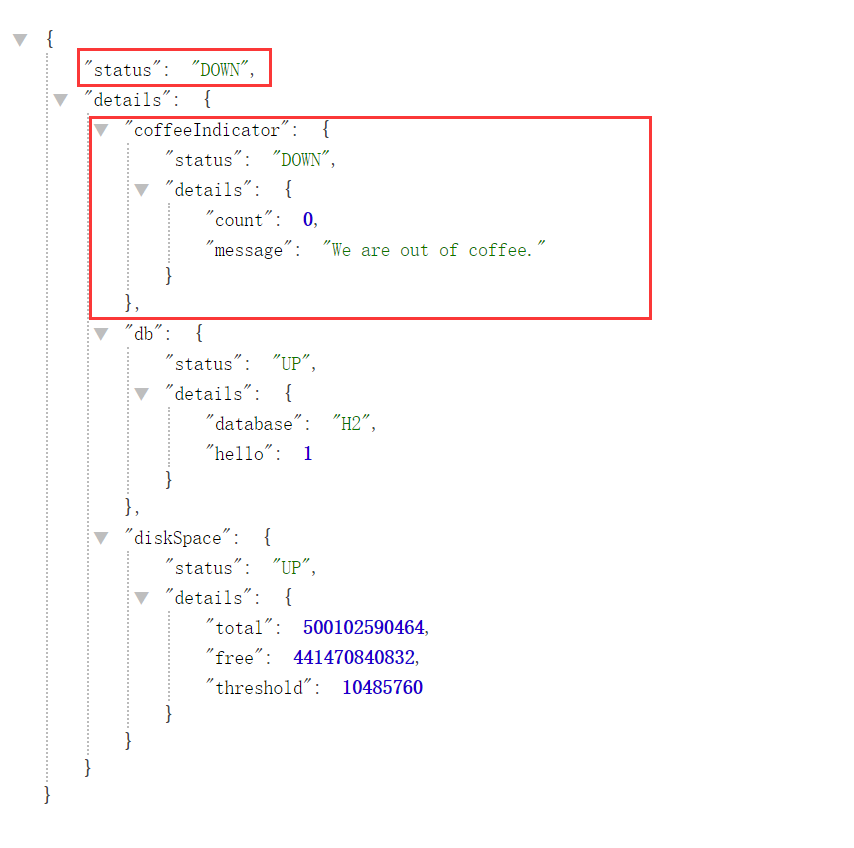 {
"status": "DOWN",
"details": {
"coffeeIndicator": {
"status": "DOWN",
"details": {
"count": 0,
"message": "We are out of coffee."
}
},
"db": {
"status": "UP",
"details": {
"database": "H2",
"hello": 1
}
},
"diskSpace": {
"status": "UP",
"details": {
"total": 500102590464,
"free": 441470840832,
"threshold": 10485760
}
}
}
}